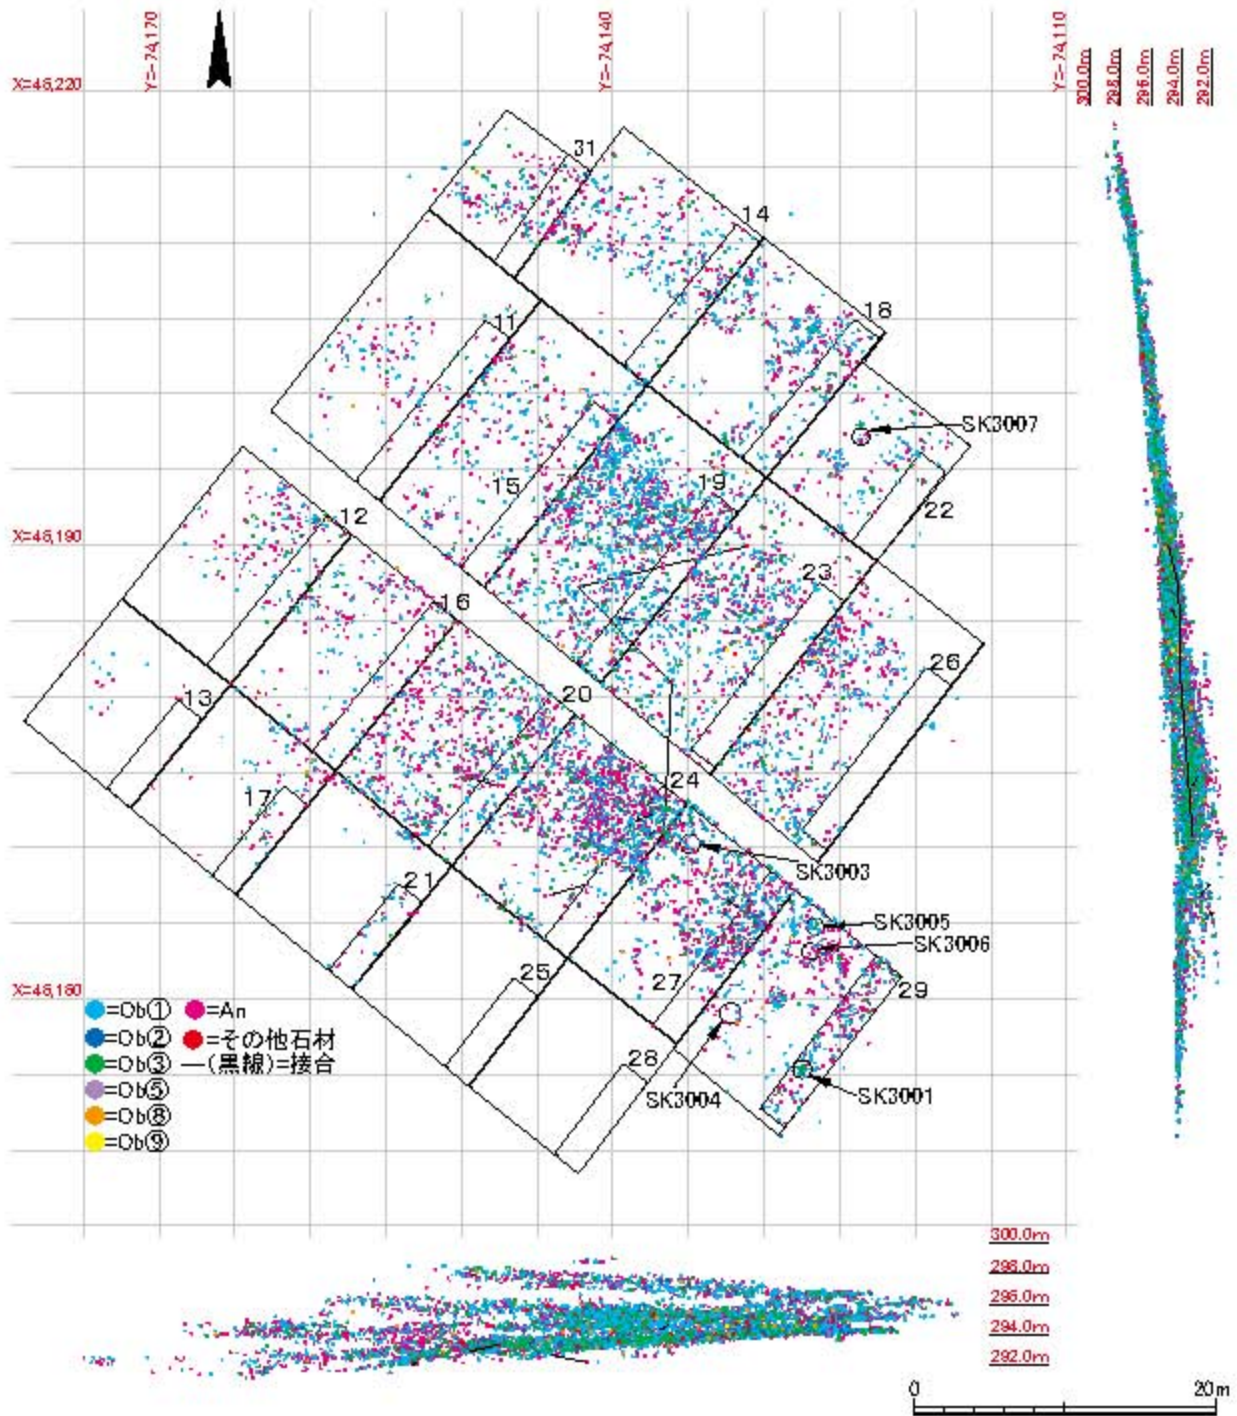 Y=-74,170
Y=-74,140
Y=-74,110
X=46,220
300.0m
298.0m
296.0m
294.0m
292.0m
31
14
18
11
SK3007
15
19
22
X=46,190
12
23
16
26
13
20
24
17
SK3003
21
SK3005
SK3006
25
27
29
X=46,160
=Ob① =An
=Ob② =その他石材
=Ob③ —(黒線)=接合
=Ob⑤
=Ob⑧
=Ob⑨
28
SK3004
SK3001
300.0m
298.0m
296.0m
294.0m
292.0m
0 20m